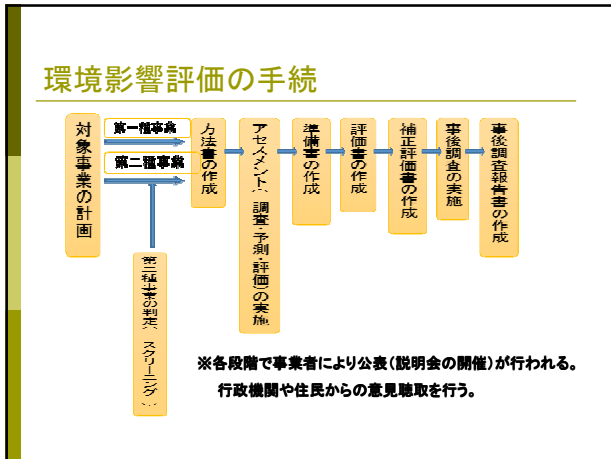 環境影響評価の手続
対象事業の計画
第一種事業
第二種事業
方法書の作成
アセスメント（調査・予測・評価）の実施
準備書の作成
評価書の作成
補正評価書の作成
事後調査の実施
事後調査報告書の作成
第二種事業の判定（スクリーニング）
※各段階で事業者により公表（説明会の開催）が行われる。
行政機関や住民からの意見聴取を行う。